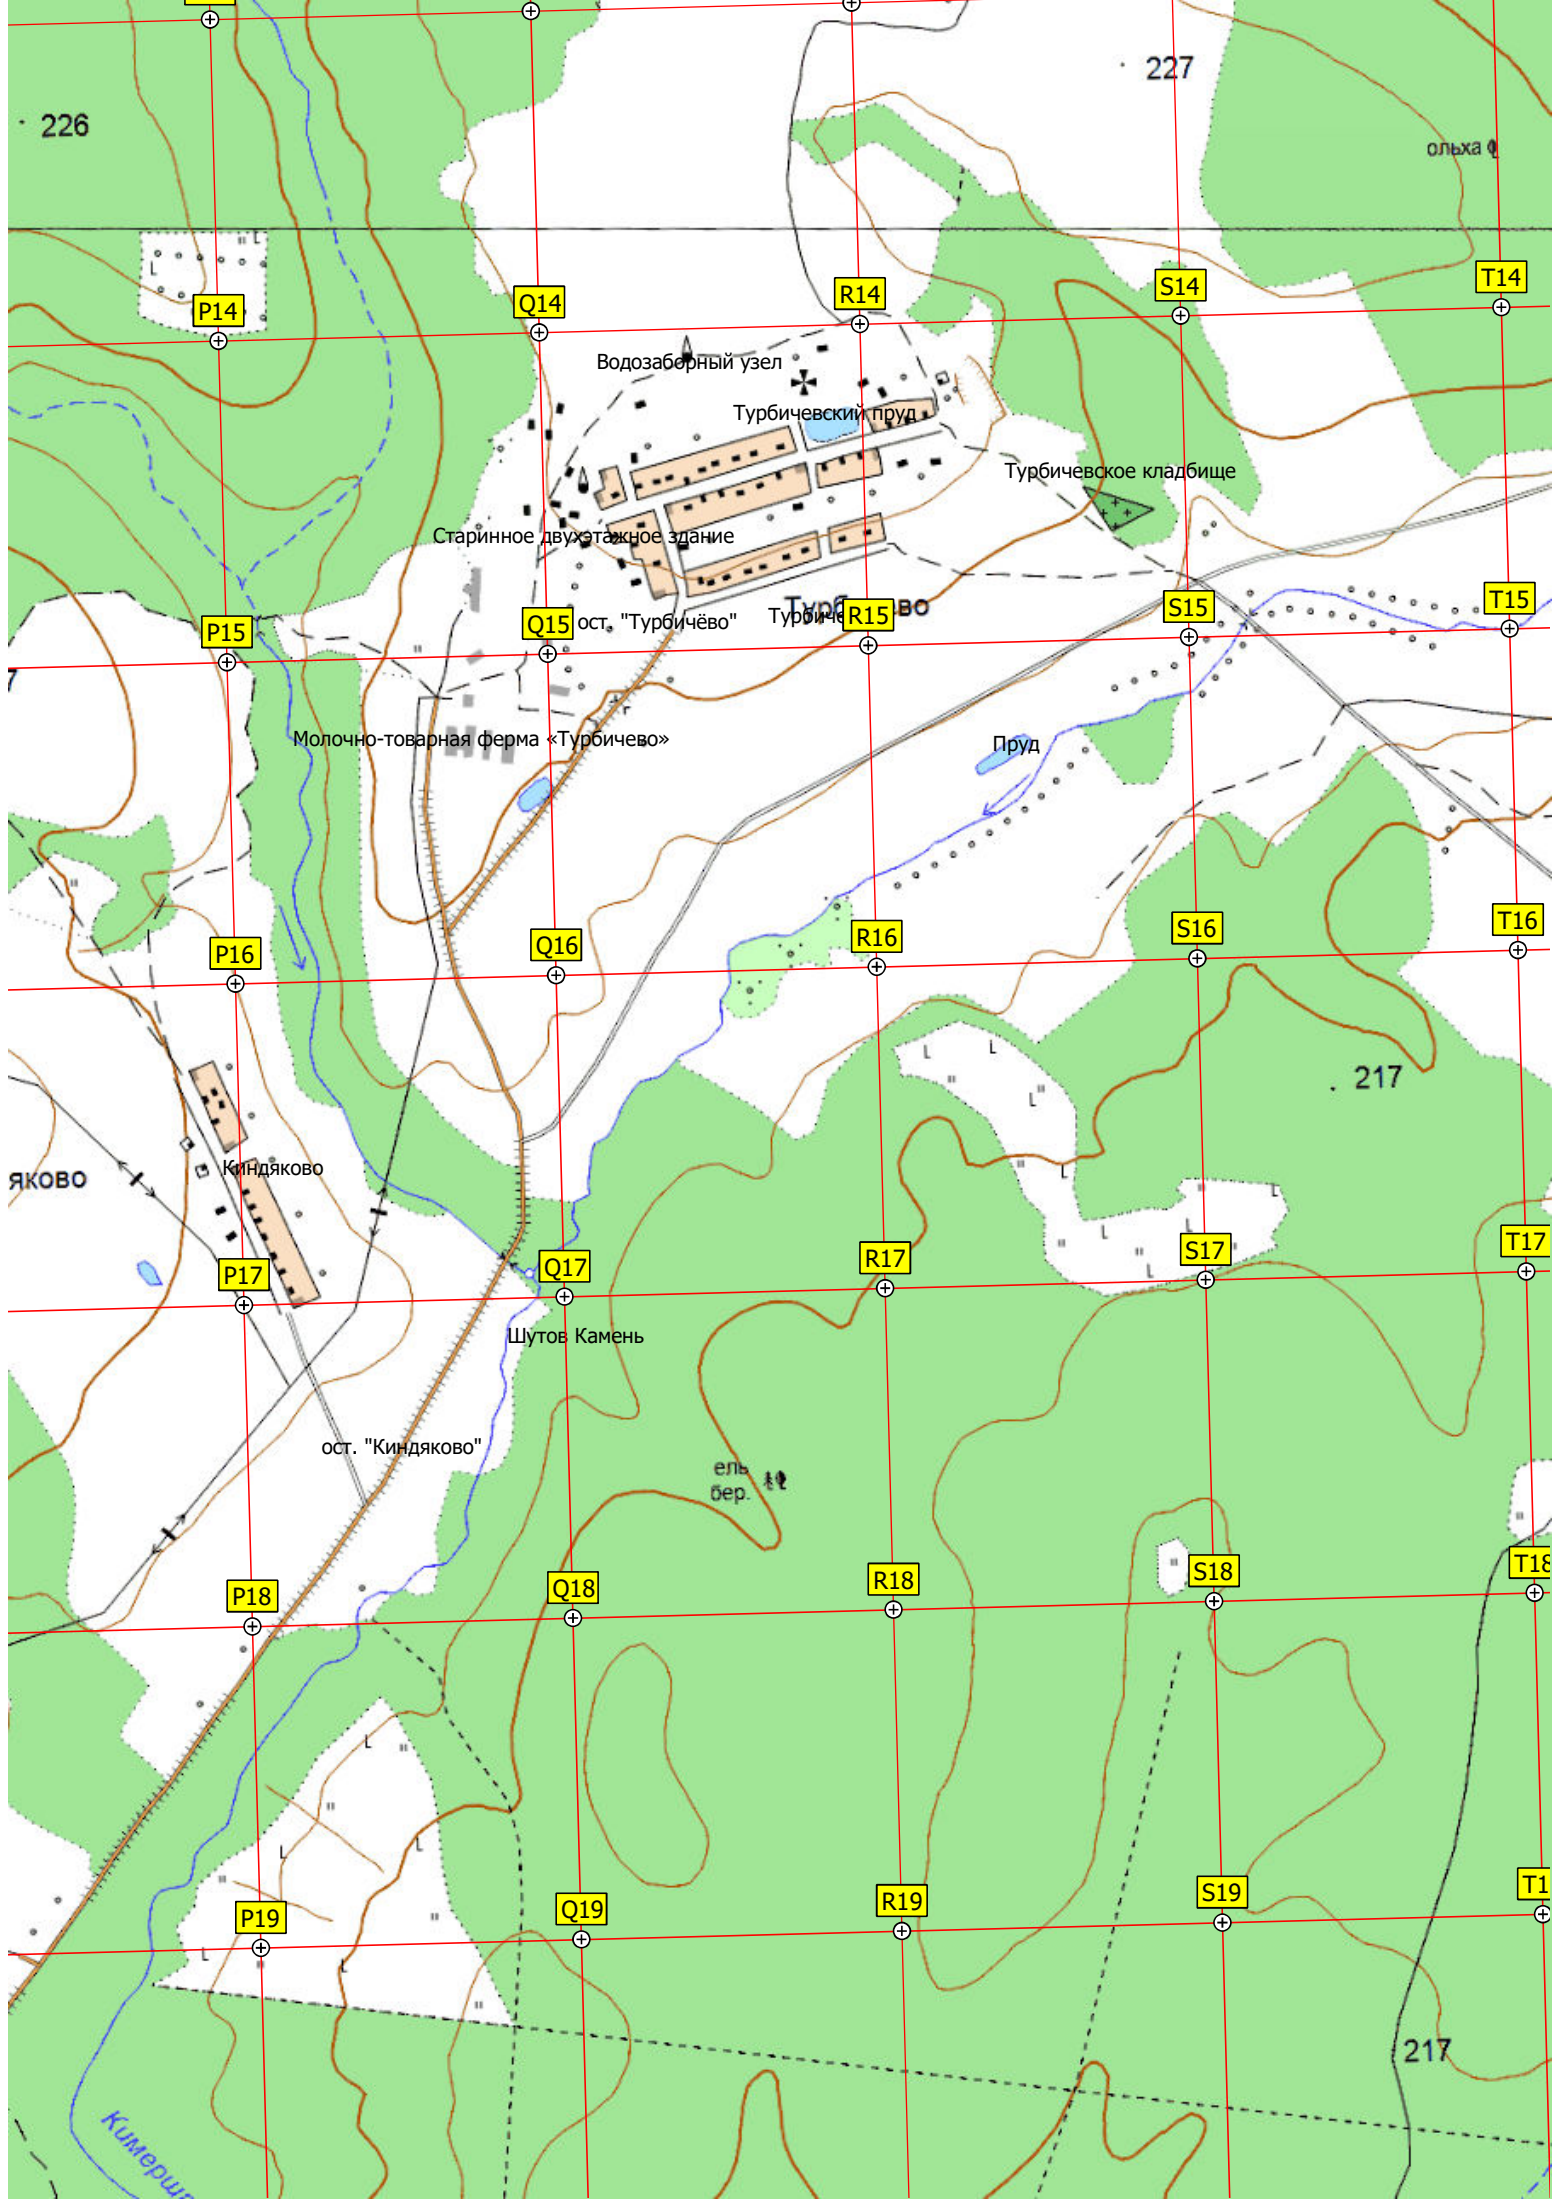 227
226
ольха
P14
Q14
R14
S14
T14
Водозаборный узел
Турбичевский пруд
Турбичевское кладбище
Старинное двухэтажное здание
P15
Q15
R15
S15
T15
ост. "Турбичёво"
7
Молочно-товарная ферма «Турбичево»
Пруд
P16
Q16
R16
S16
T16
217
Киндяково
яково
P17
Q17
R17
S17
T17
Шутов Камень
ост. "Киндяково"
ель
бер.
P18
Q18
R18
S18
T18
P19
Q19
R19
S19
T1
217